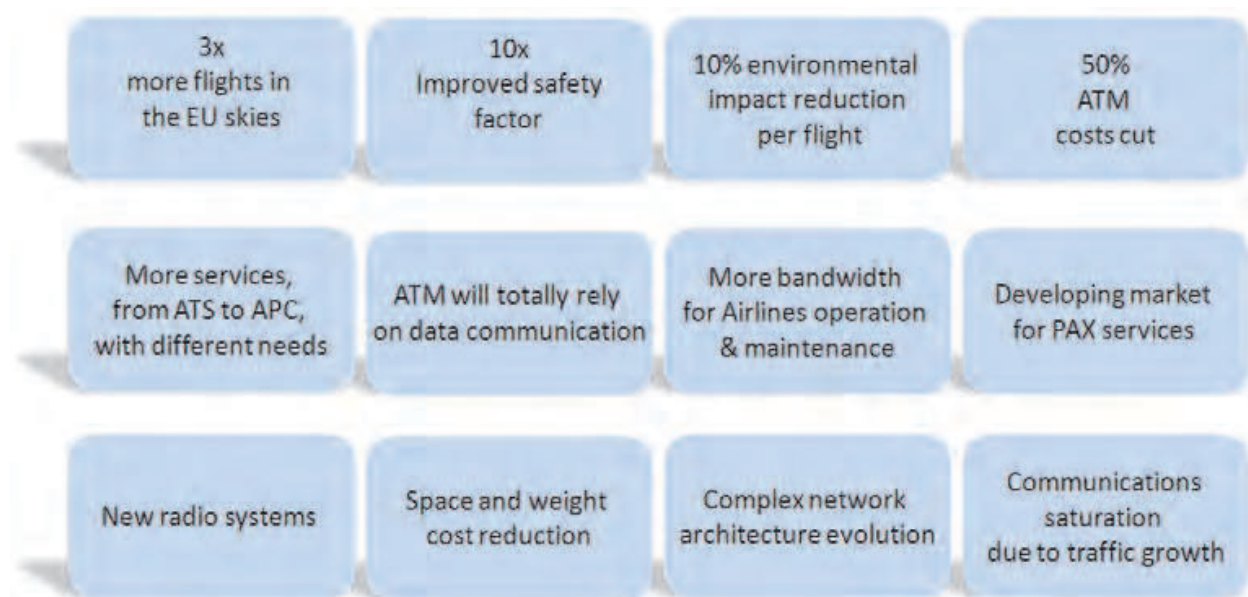 3x
more flights in
the EU skies
10x
Improved safety
factor
10% environmental
impact reduction
per flight
50%
ATM
costs cut
More services,
from ATS to APC,
with different needs
ATM will totally rely
on data communication
More bandwidth
for Airlines operation
& maintenance
Developing market
for PAX services
New radio systems
Space and weight
cost reduction
Complex network
architecture evolution
Communications
saturation
due to traffic growth